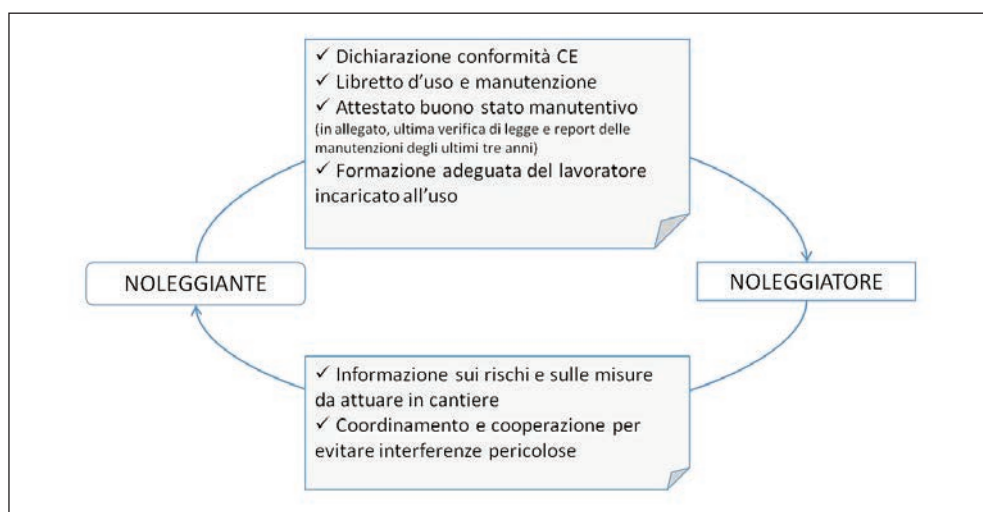 ✓ Dichiarazione conformità CE
✓ Libretto d'uso e manutenzione
✓ Attestato buono stato manutentivo
(in allegato, ultima verifica di legge e report delle
manutenzioni degli ultimi tre anni)
✓ Formazione adeguata del lavoratore
incaricato all'uso
NOLEGGIANTE
NOLEGGIATORE
✓ Informazione sui rischi e sulle misure
da attuare in cantiere
✓ Coordinamento e cooperazione per
evitare interferenze pericolose